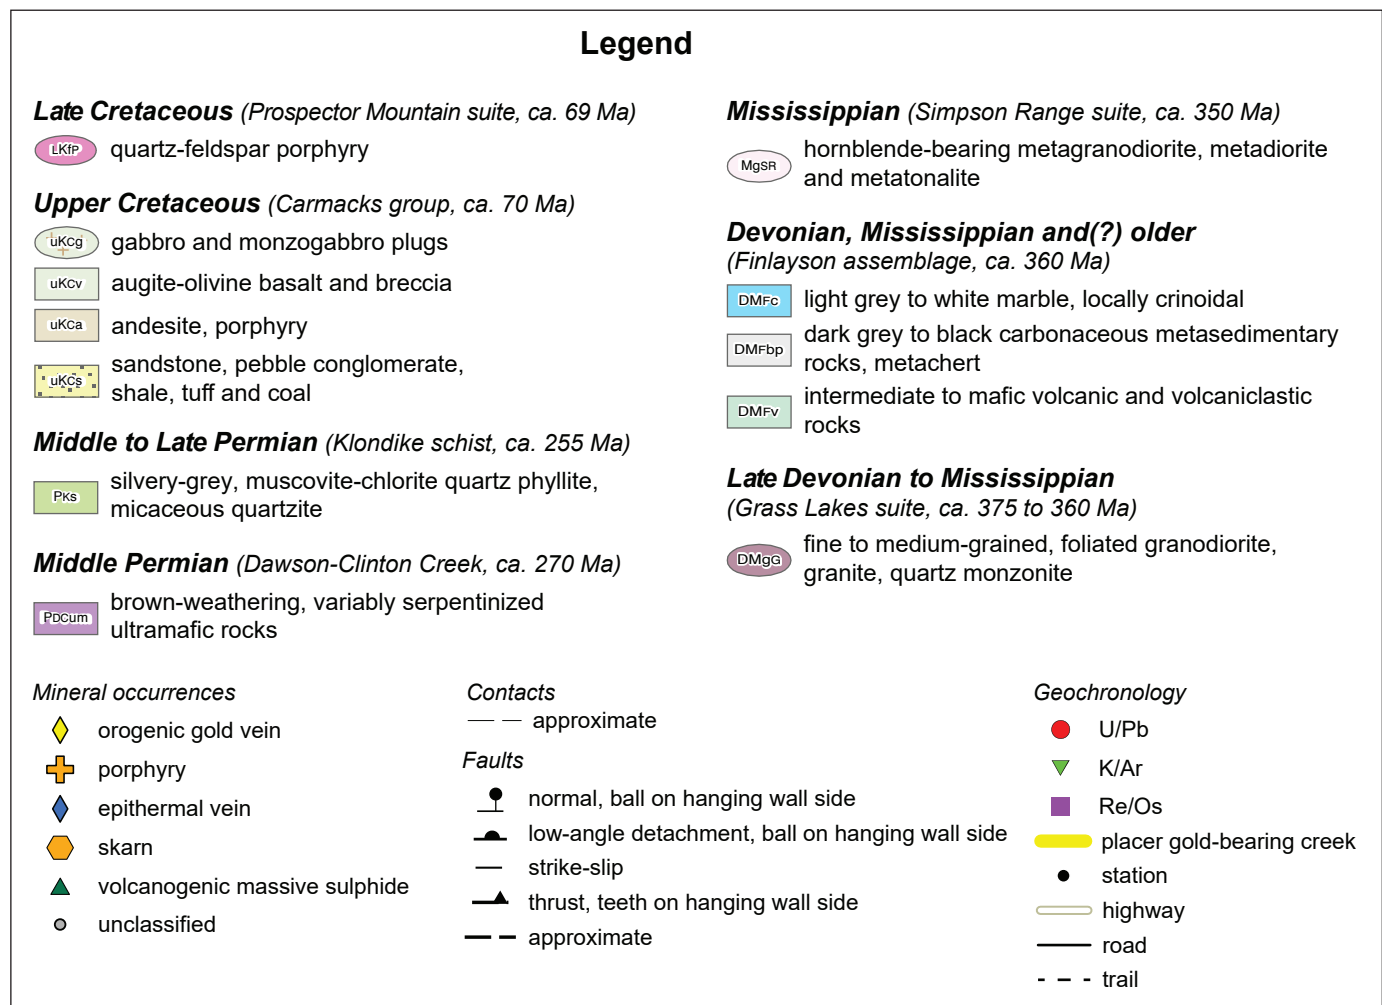 Legend
Late Cretaceous (Prospector Mountain suite, ca. 69 Ma)
LKfP quartz-feldspar porphyry
Upper Cretaceous (Carmacks group, ca. 70 Ma)
uKCg gabbro and monzogabbro plugs
uKCv augite-olivine basalt and breccia
uKCa andesite, porphyry
uKCs sandstone, pebble conglomerate,
shale, tuff and coal
Middle to Late Permian (Klondike schist, ca. 255 Ma)
PKs silvery-grey, muscovite-chlorite quartz phyllite,
micaceous quartzite
Middle Permian (Dawson-Clinton Creek, ca. 270 Ma)
PDCum brown-weathering, variably serpentinized
ultramafic rocks
Mississippian (Simpson Range suite, ca. 350 Ma)
MgSR hornblende-bearing metagranodiorite, metadiorite
and metatonalite
Devonian, Mississippian and(?) older
(Finlayson assemblage, ca. 360 Ma)
DMFc light grey to white marble, locally crinoidal
DMFbp dark grey to black carbonaceous metasedimentary
rocks, metachert
DMFv intermediate to mafic volcanic and volcaniclastic
rocks
Late Devonian to Mississippian
(Grass Lakes suite, ca. 375 to 360 Ma)
DMgG fine to medium-grained, foliated granodiorite,
granite, quartz monzonite
Mineral occurrences
orogenic gold vein
porphyry
epithermal vein
skarn
volcanogenic massive sulphide
unclassified
Contacts
approximate
Faults
normal, ball on hanging wall side
low-angle detachment, ball on hanging wall side
strike-slip
thrust, teeth on hanging wall side
approximate
Geochronology
U/Pb
K/Ar
Re/Os
placer gold-bearing creek
station
highway
road
trail